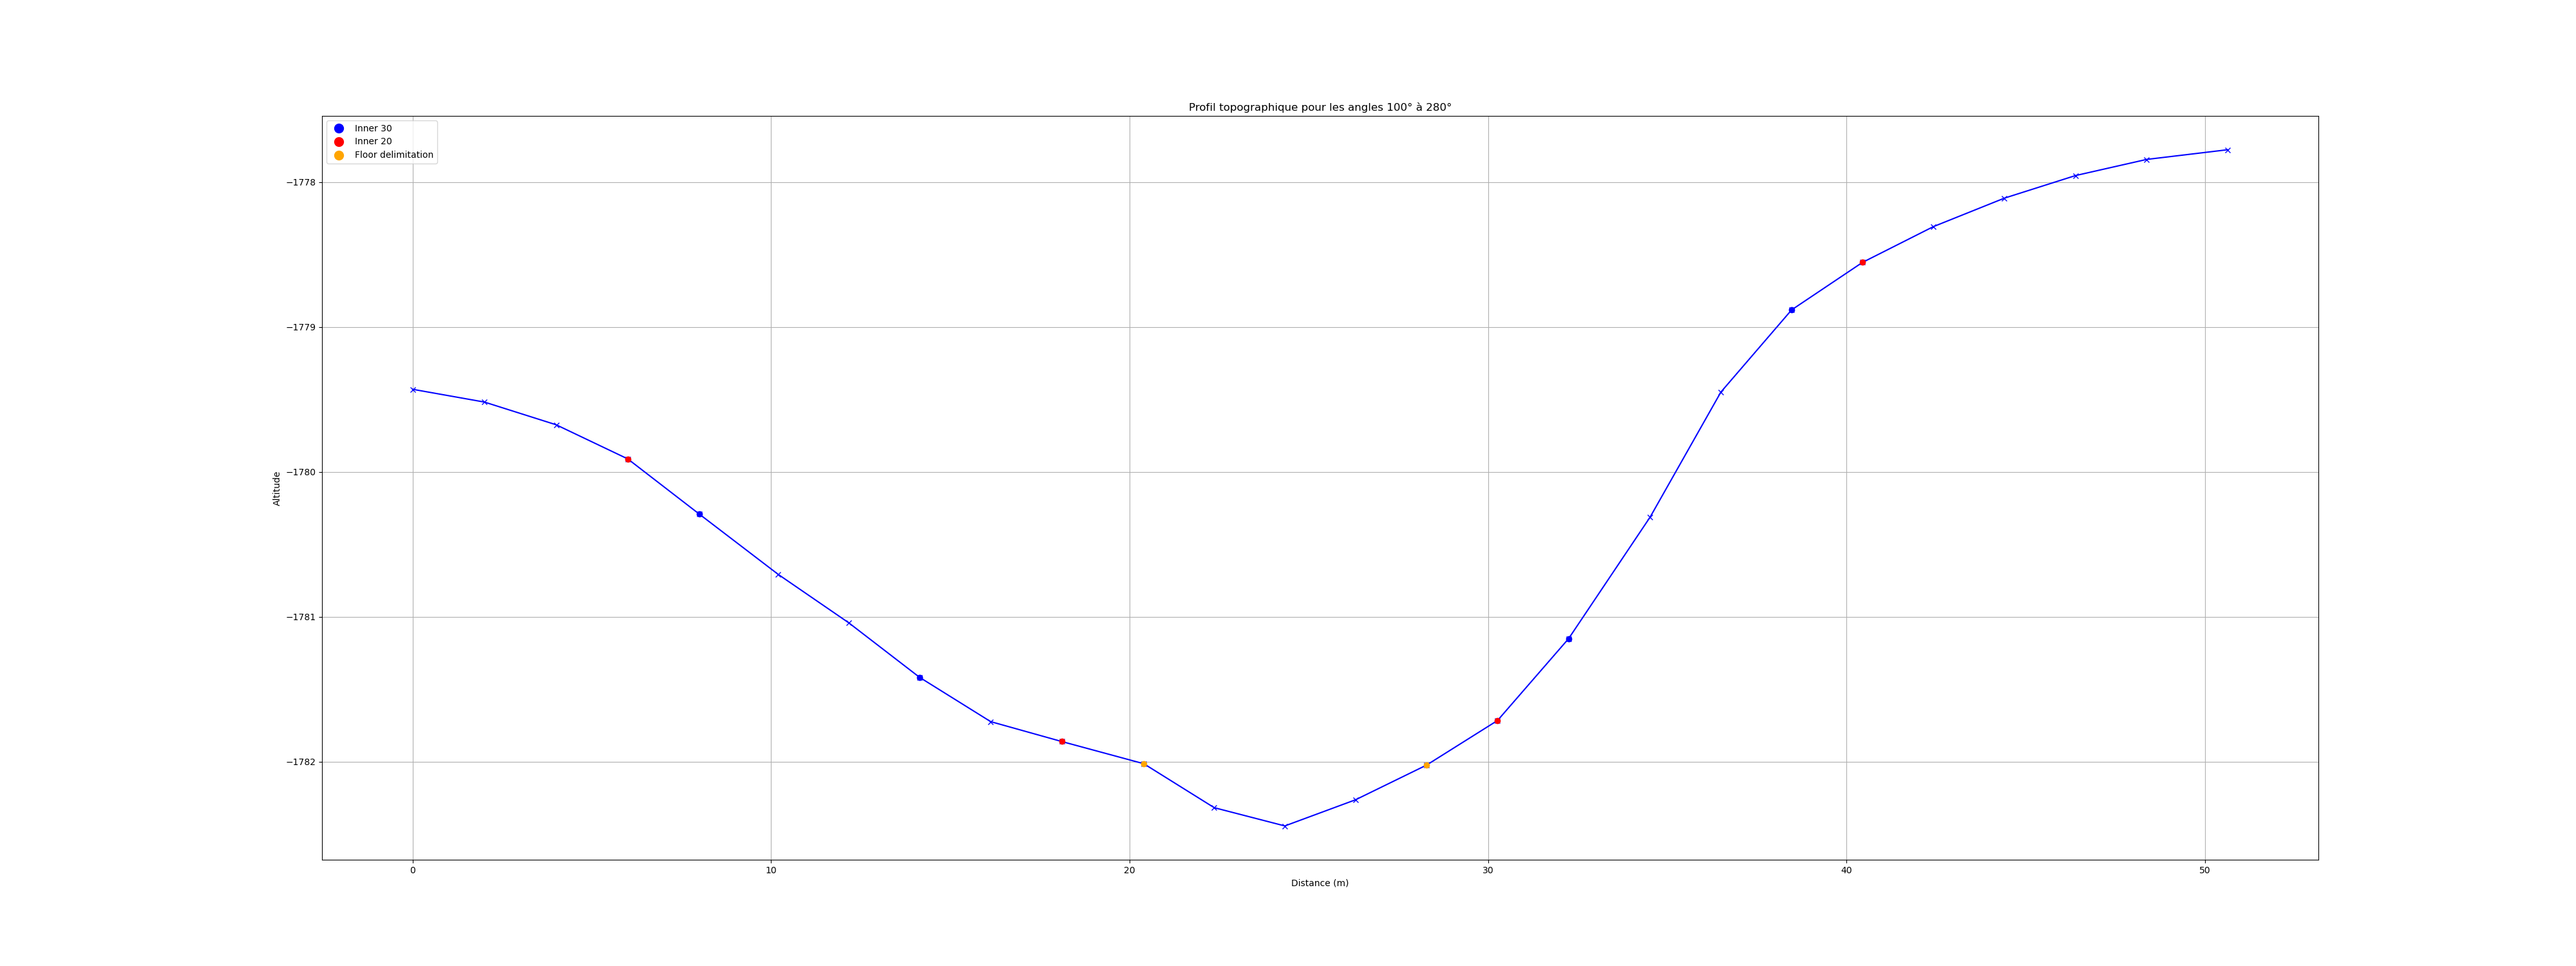 Profil topographique pour les angles 100° à 280°
Inner 30
Inner 20
Floor delimitation
−1778
−1779
−1780
−1781
−1782
Altitude
0 10 20 30 40 50
Distance (m)